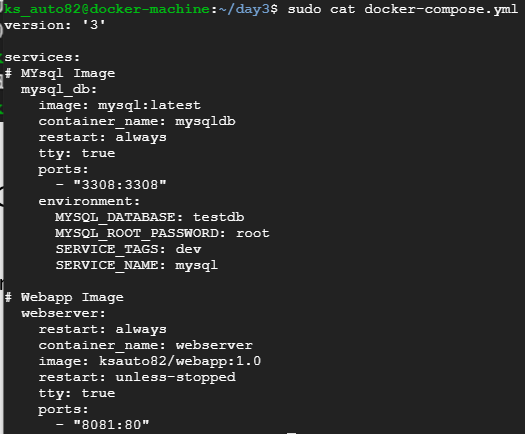 ks_auto82@docker-machine:~/day3$ sudo cat docker-compose.yml
version: '3'
services:
# MYsql Image
mysql_db:
image: mysql:latest
container_name: mysqldb
restart: always
tty: true
ports:
- "3308:3308"
environment:
MYSQL_DATABASE: testdb
MYSQL_ROOT_PASSWORD: root
SERVICE_TAGS: dev
SERVICE_NAME: mysql
# Webapp Image
webserver:
restart: always
container_name: webserver
image: ksauto82/webapp:1.0
restart: unless-stopped
tty: true
ports:
- "8081:80"